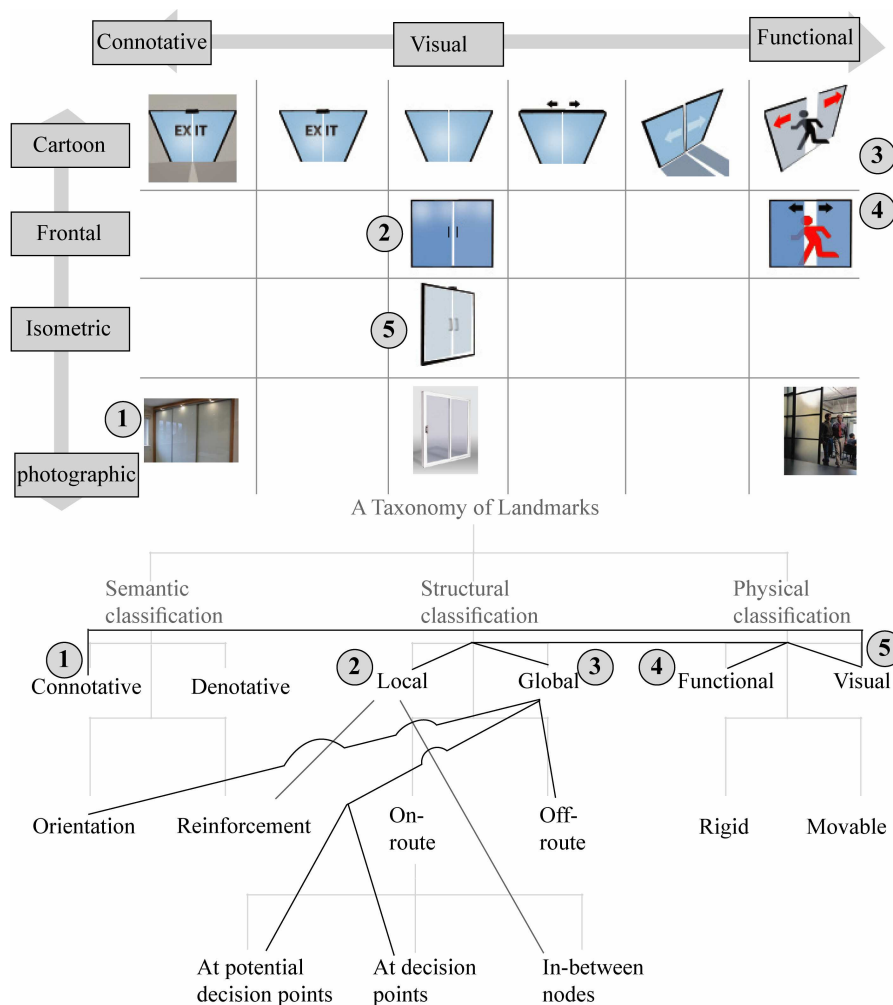 Connotative
Visual
Functional
Cartoon
EXIT
EXIT
3
Frontal
2
4
Isometric
5
1
photographic
A Taxonomy of Landmarks
Semantic
classification
Structural
classification
Physical
classification
1
2
3
4
5
Connotative
Denotative
Local
Global
Functional
Visual
Orientation
Reinforcement
On-
route
Off-
route
Rigid
Movable
At potential
decision points
At decision
points
In-between
nodes